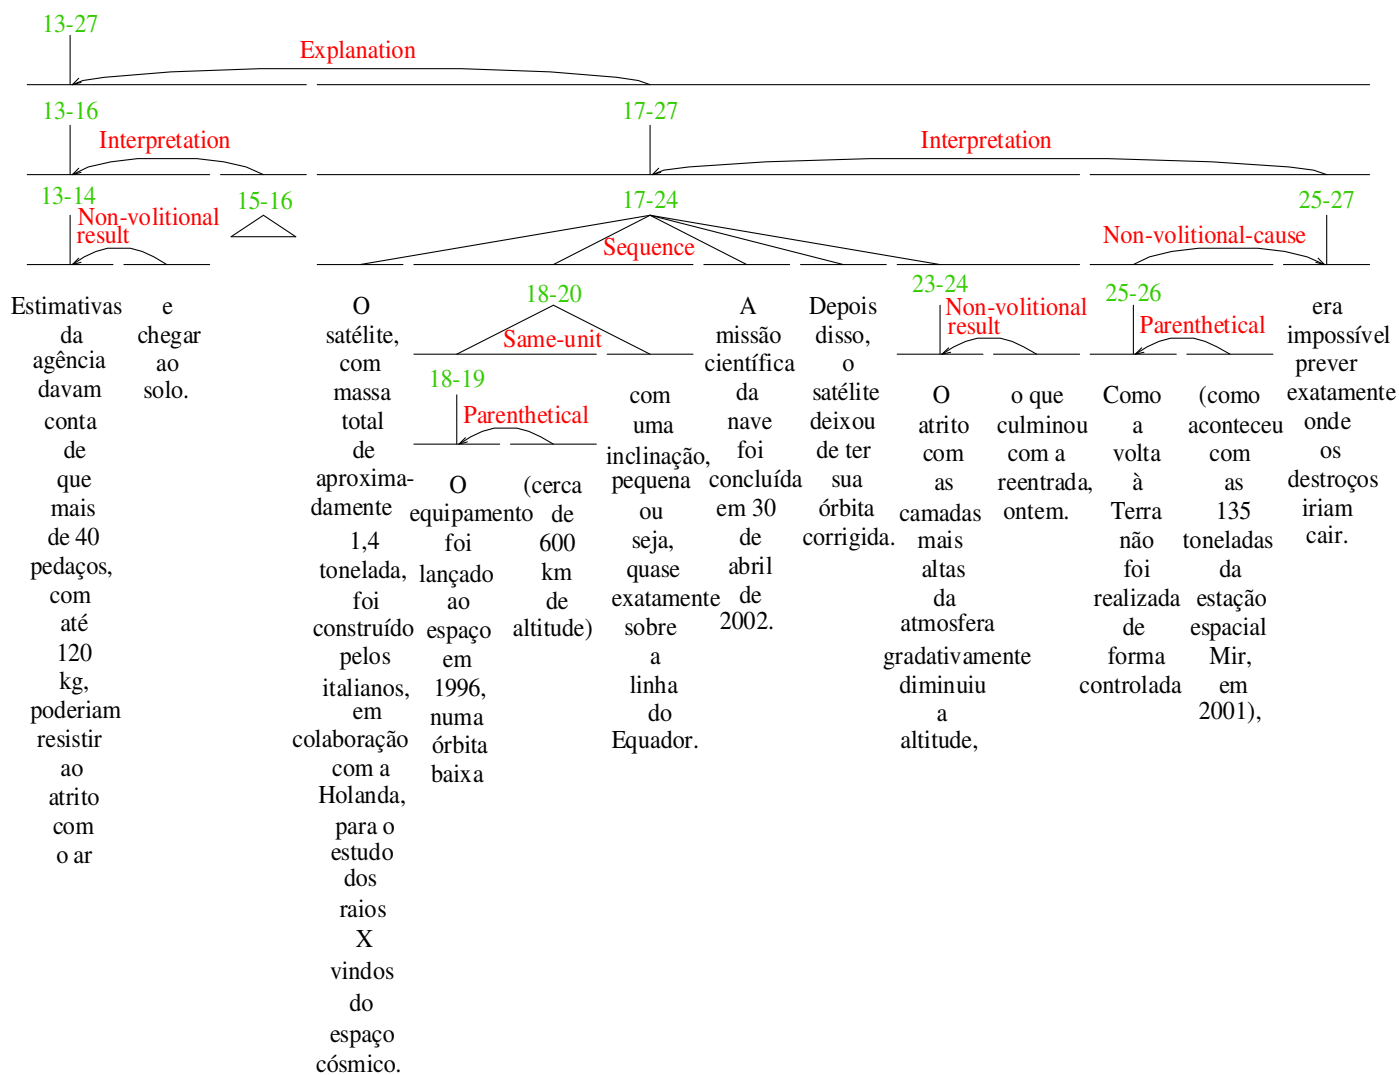 13-27
Explanation
13-16
17-27
Interpretation
Interpretation
13-14
15-16
17-24
25-27
Non-volitional
result
Sequence
Non-volitional-cause
Estimativas
da
agência
davam
conta
de
que
mais
de 40
pedaços,
com
até
120
kg,
poderiam
resistir
ao
atrito
com
o ar
e
chegar
ao
solo.
O
satélite,
com
massa
total
de
aproxima-
damente
1,4
tonelada,
foi
construído
pelos
italianos,
em
colaboração
com a
Holanda,
para o
estudo
dos
raios
X
vindos
do
espaço
cósmico.
18-20
Same-unit
18-19
Parenthetical
O
equipamento
foi
lançado
ao
espaço
em
1996,
numa
órbita
baixa
(cerca
de
600
km
de
altitude)
com
uma
inclinação,
pequena
ou
seja,
quase
exatamente
sobre
a
linha
do
Equador.
A
missão
científica
da
nave
foi
concluída
em 30
de
abril
de
2002.
Depois
disso,
o
satélite
deixou
de ter
sua
órbita
corrigida.
23-24
Non-volitional
result
O
atrito
com
as
camadas
mais
altas
da
atmosfera
gradativamente
diminuiu
a
altitude,
o que
culminou
com a
reentrada,
ontem.
25-26
Parenthetical
Como
a
volta
à
Terra
não
foi
realizada
de
forma
controlada
(como
aconteceu
com
as
135
toneladas
da
estação
espacial
Mir,
em
2001),
era
impossível
prever
exatamente
onde
os
destroços
iriam
cair.